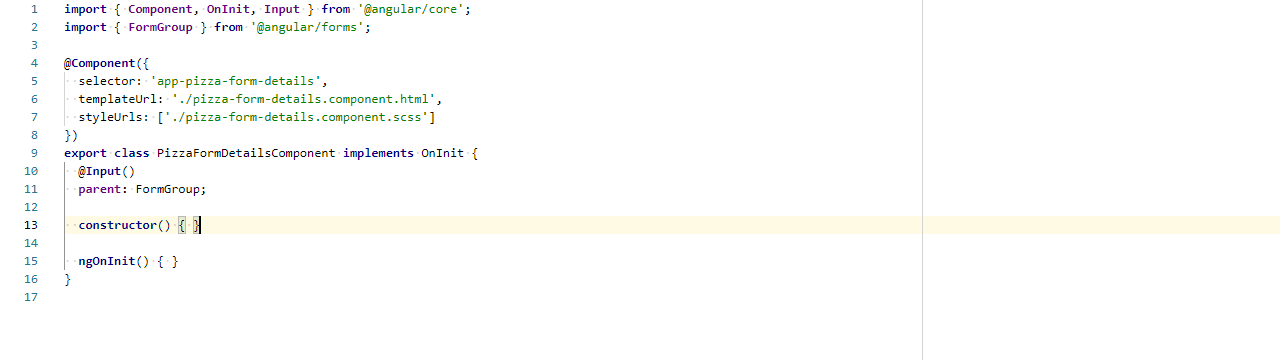 1 import { Component, OnInit, Input } from '@angular/core';
2 import { FormGroup } from '@angular/forms';
3
4 @Component({
5   selector: 'app-pizza-form-details',
6   templateUrl: './pizza-form-details.component.html',
7   styleUrls: ['./pizza-form-details.component.scss']
8 })
9 export class PizzaFormDetailsComponent implements OnInit {
10   @Input()
11   parent: FormGroup;
12
13   constructor() { }
14
15   ngOnInit() { }
16 }
17